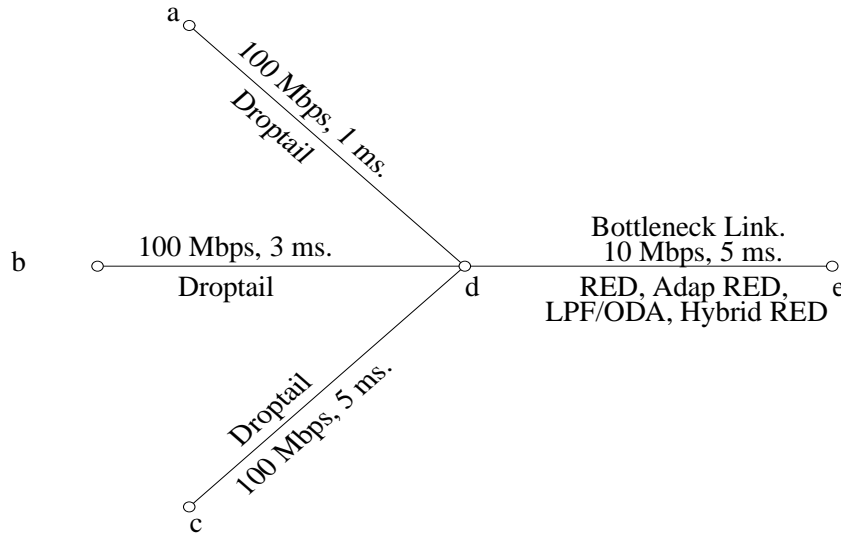 a
100 Mbps, 1 ms.
Droptail
b
100 Mbps, 3 ms.
Droptail
d
Bottleneck Link.
10 Mbps, 5 ms.
RED, Adap RED,
LPF/ODA, Hybrid RED
e
Droptail
100 Mbps, 5 ms.
c